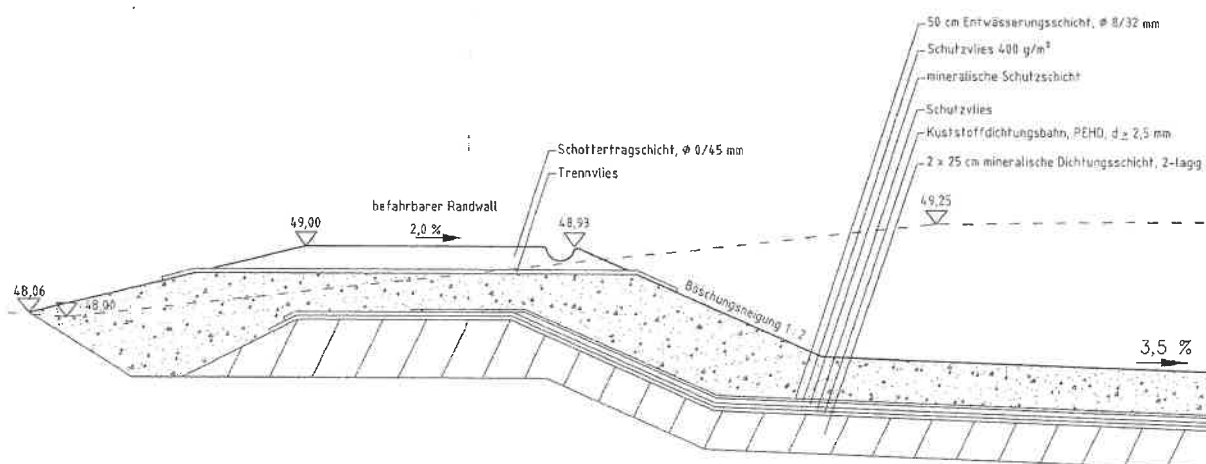 50 cm Entwässerungsschicht, ϕ 8/32 mm
Schutzvlies 400 g/m²
mineralische Schutzschicht
Schutzvlies
Kuststoffdichtungsbahn, PEHD, d ≥ 2,5 mm
2 x 25 cm mineralische Dichtungsschicht, 2-lagig
Schottertragschicht, ϕ 0/45 mm
Trennvlies
befahrbarer Randwall
2,0 %
49,00
48,93
49,25
48,06
48,00
Böschungsneigung 1:2
3,5 %